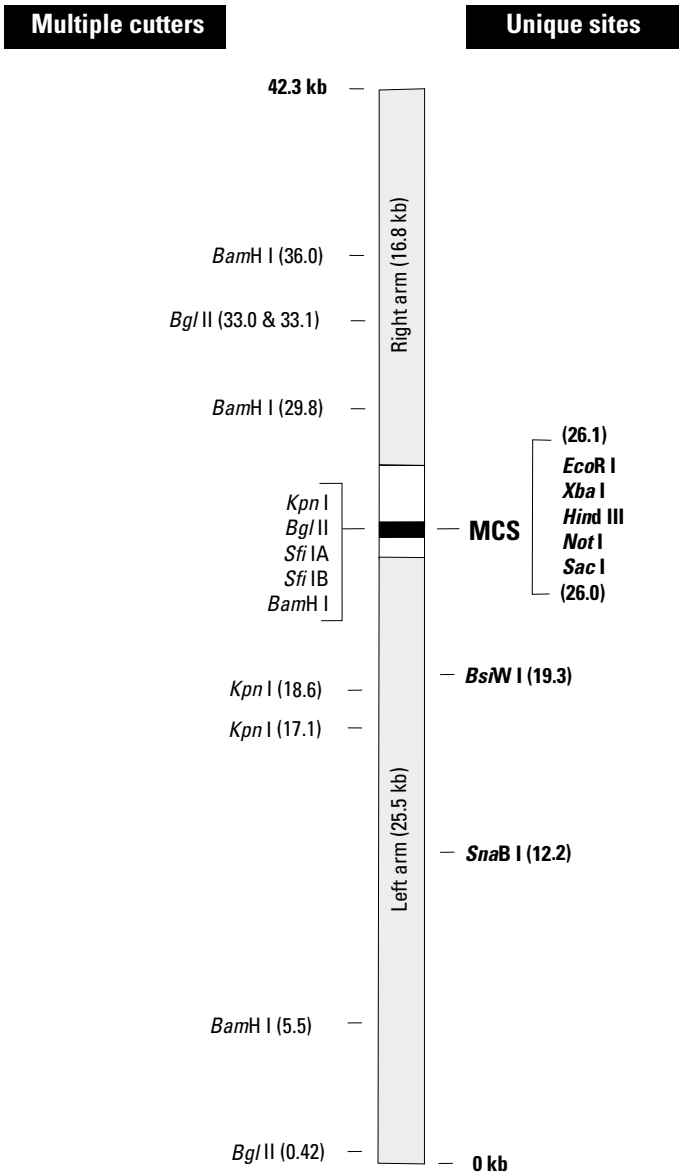 Multiple cutters
Unique sites
42.3 kb
Right arm (16.8 kb)
BamH I (36.0)
Bgl II (33.0 & 33.1)
BamH I (29.8)
Kpn I
Bgl II
Sfi IA
Sfi IB
BamH I
MCS
(26.1)
EcoR I
Xba I
Hind III
Not I
Sac I
(26.0)
BsiW I (19.3)
Kpn I (18.6)
Kpn I (17.1)
Left arm (25.5 kb)
SnaB I (12.2)
BamH I (5.5)
Bgl II (0.42)
0 kb